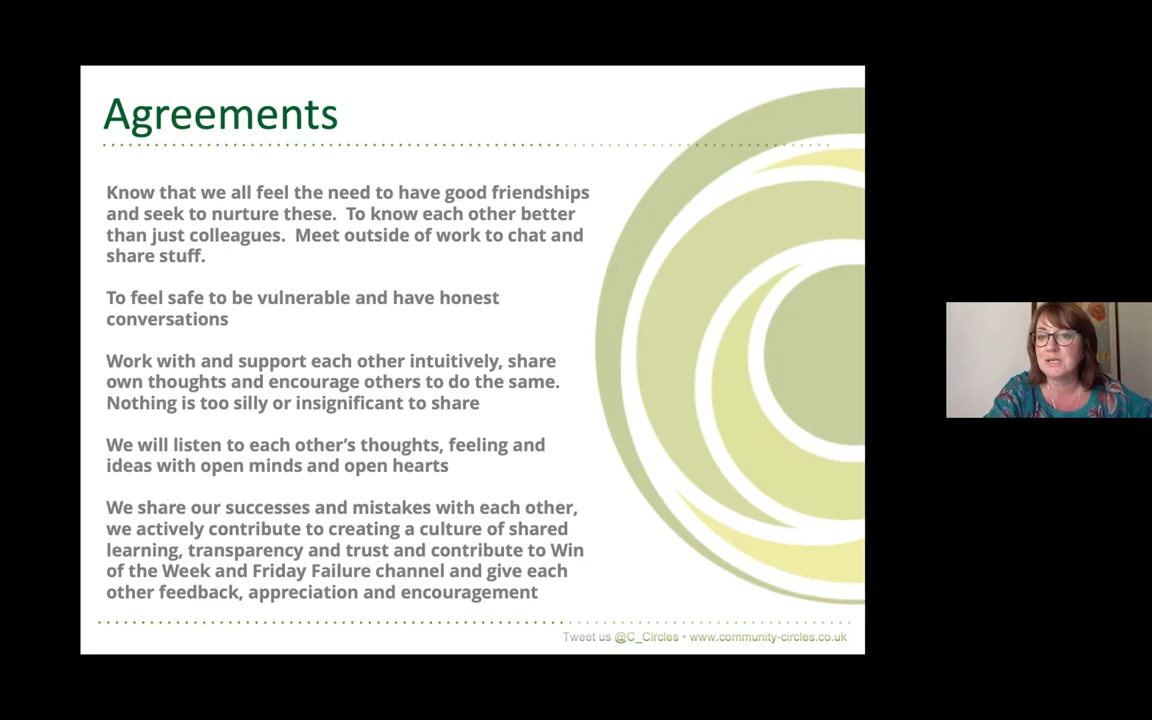 Agreements
Know that we all feel the need to have good friendships
and seek to nurture these.  To know each other better
than just colleagues.  Meet outside of work to chat and
share stuff.
To feel safe to be vulnerable and have honest
conversations
Work with and support each other intuitively, share
own thoughts and encourage others to do the same.
Nothing is too silly or insignificant to share
We will listen to each other’s thoughts, feeling and
ideas with open minds and open hearts
We share our successes and mistakes with each other,
we actively contribute to creating a culture of shared
learning, transparency and trust and contribute to Win
of the Week and Friday Failure channel and give each
other feedback, appreciation and encouragement
Tweet us @C_Circles • www.community-circles.co.uk